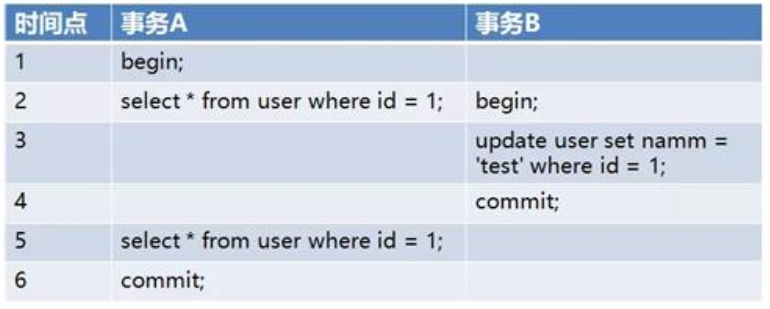 时间点 事务A 事务B
1 begin;
2 select * from user where id = 1; begin;
3 update user set namm =
'test' where id = 1;
4 commit;
5 select * from user where id = 1;
6 commit;